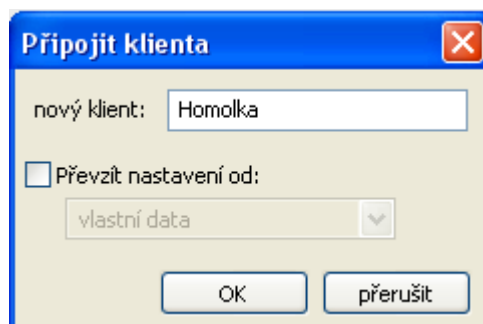 Připojit klienta
nový klient: Homolka
Převzít nastavení od:
vlastní data
OK přerušit